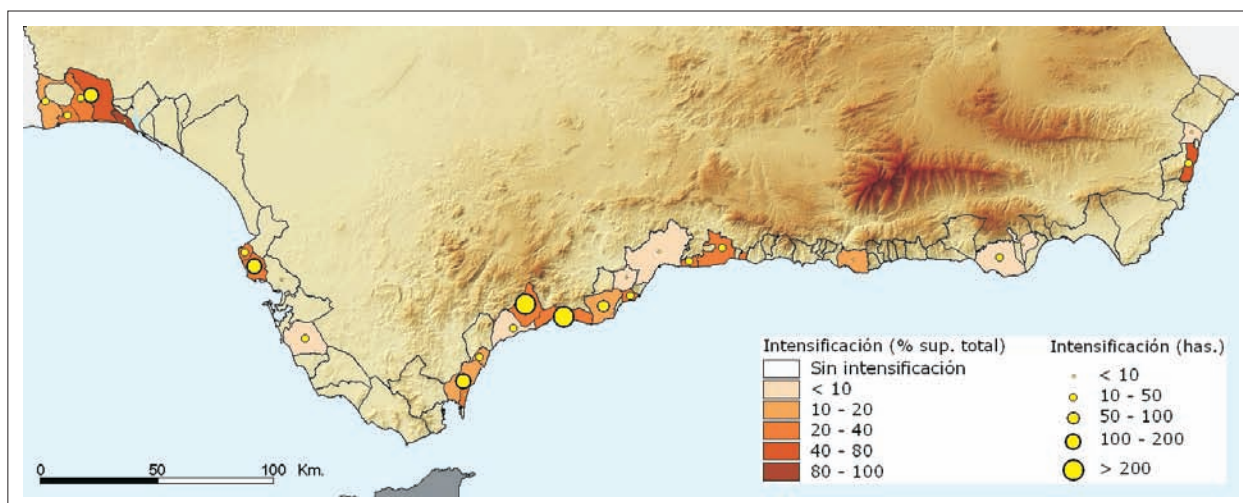 Intensificación (% sup. total)
Sin intensificación
< 10
10 - 20
20 - 40
40 - 80
80 - 100
Intensificación (has.)
< 10
10 - 50
50 - 100
100 - 200
> 200
0 50 100 Km.